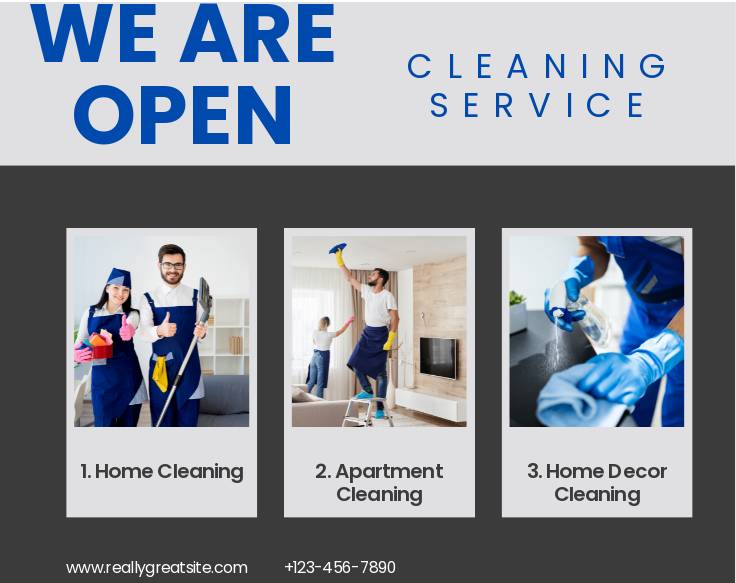 WE ARE
OPEN
CLEANING
SERVICE
1. Home Cleaning
2. Apartment
Cleaning
3. Home Decor
Cleaning
www.reallygreatsite.com
+123-456-7890